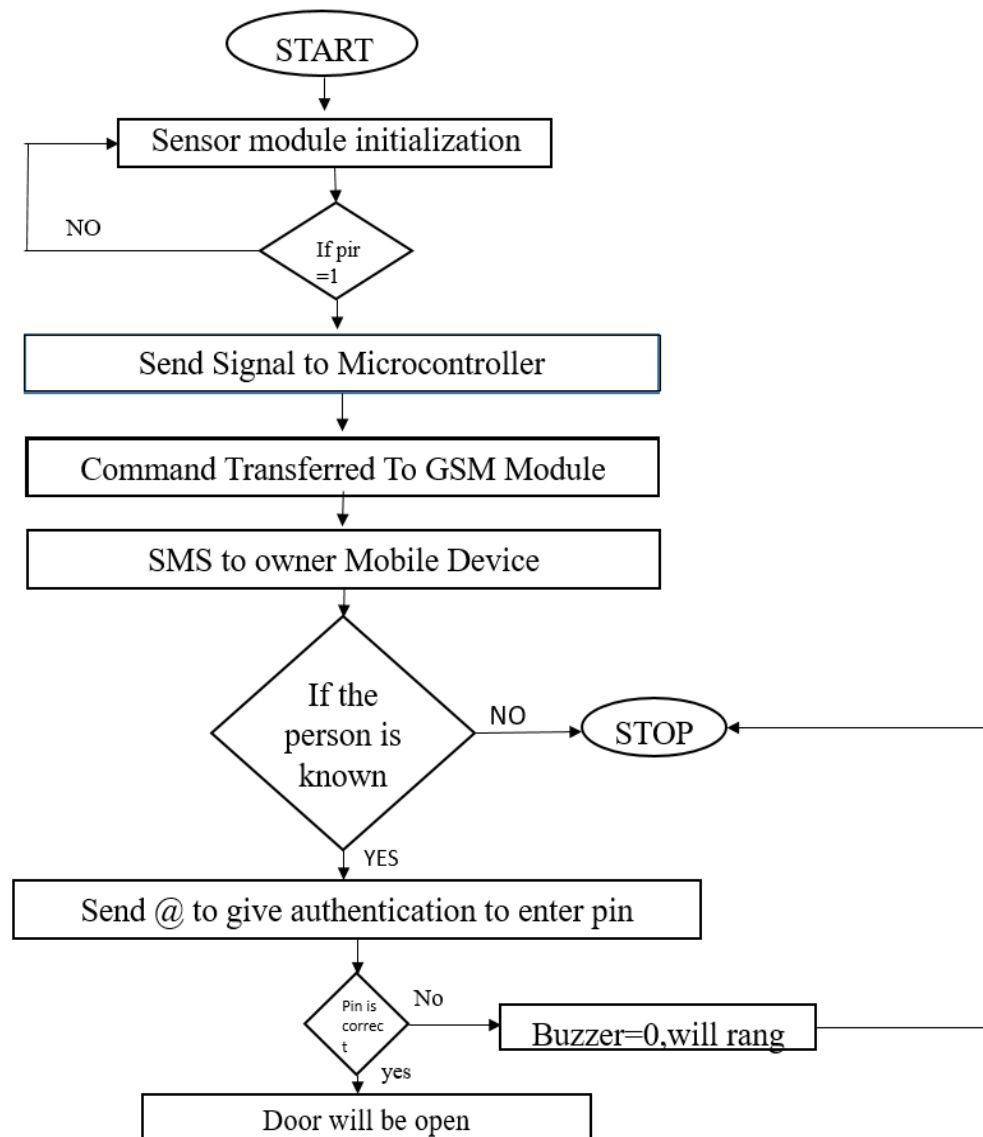 START
Sensor module initialization
NO
If pir
=1
Send Signal to Microcontroller
Command Transferred To GSM Module
SMS to owner Mobile Device
If the
person is
known
NO
STOP
YES
Send @ to give authentication to enter pin
Pin is
correc
t
No
Buzzer=0,will rang
yes
Door will be open